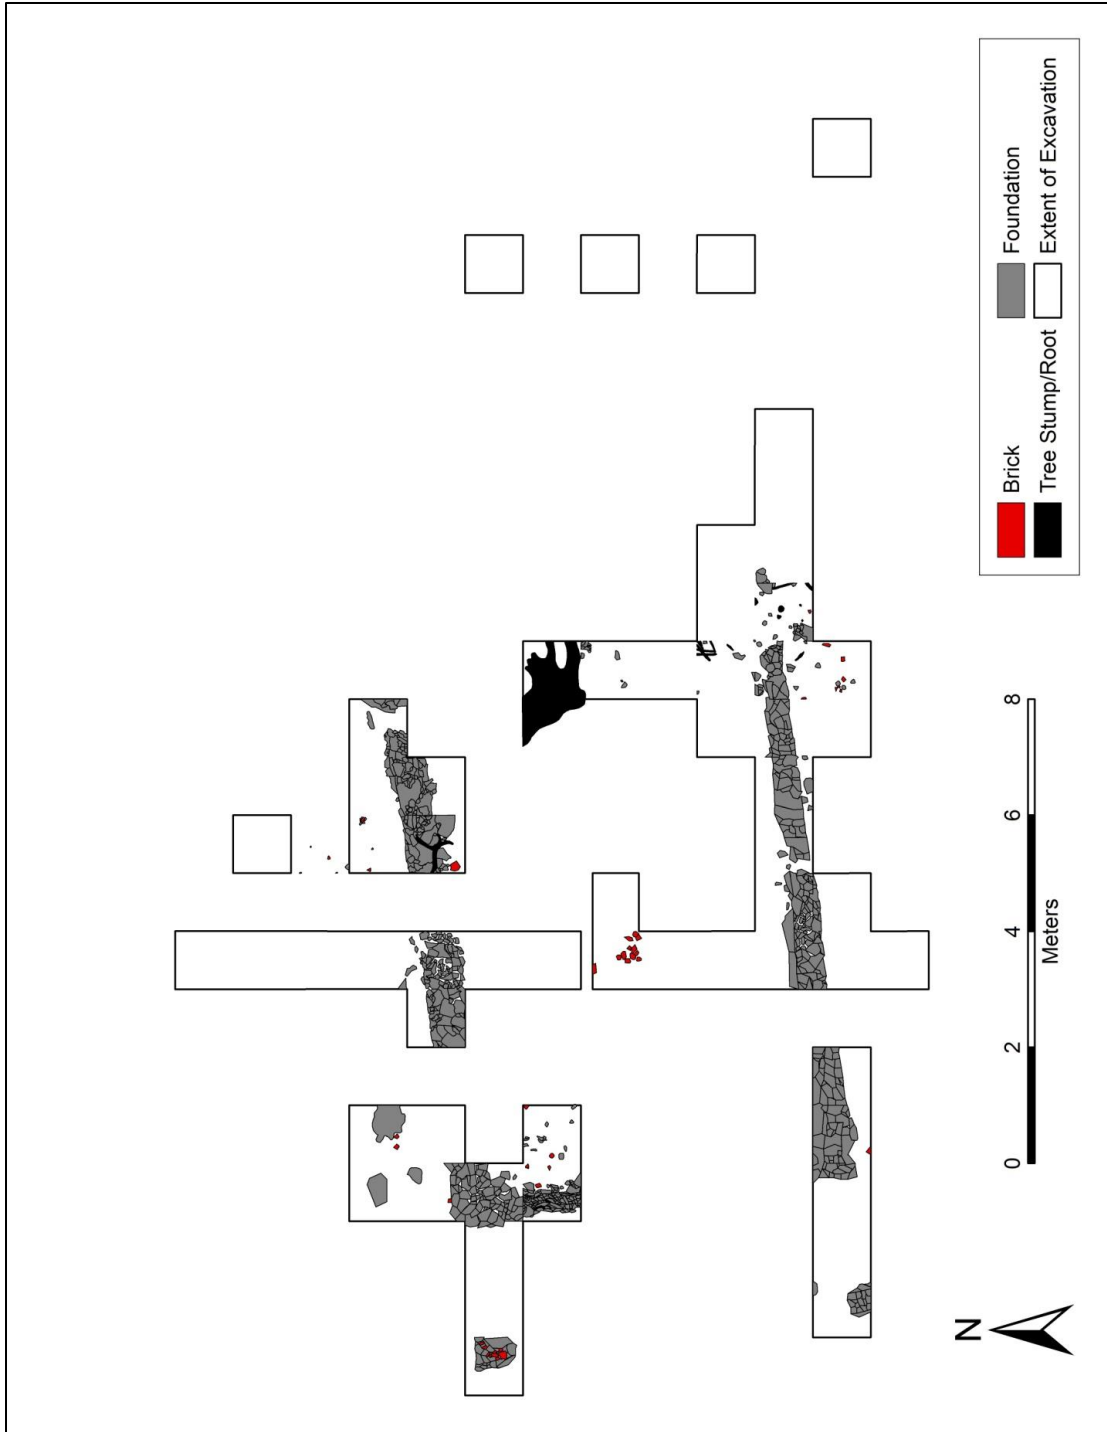 Brick
Foundation
Tree Stump/Root
Extent of Excavation
N
0 2 4 6 8
Meters